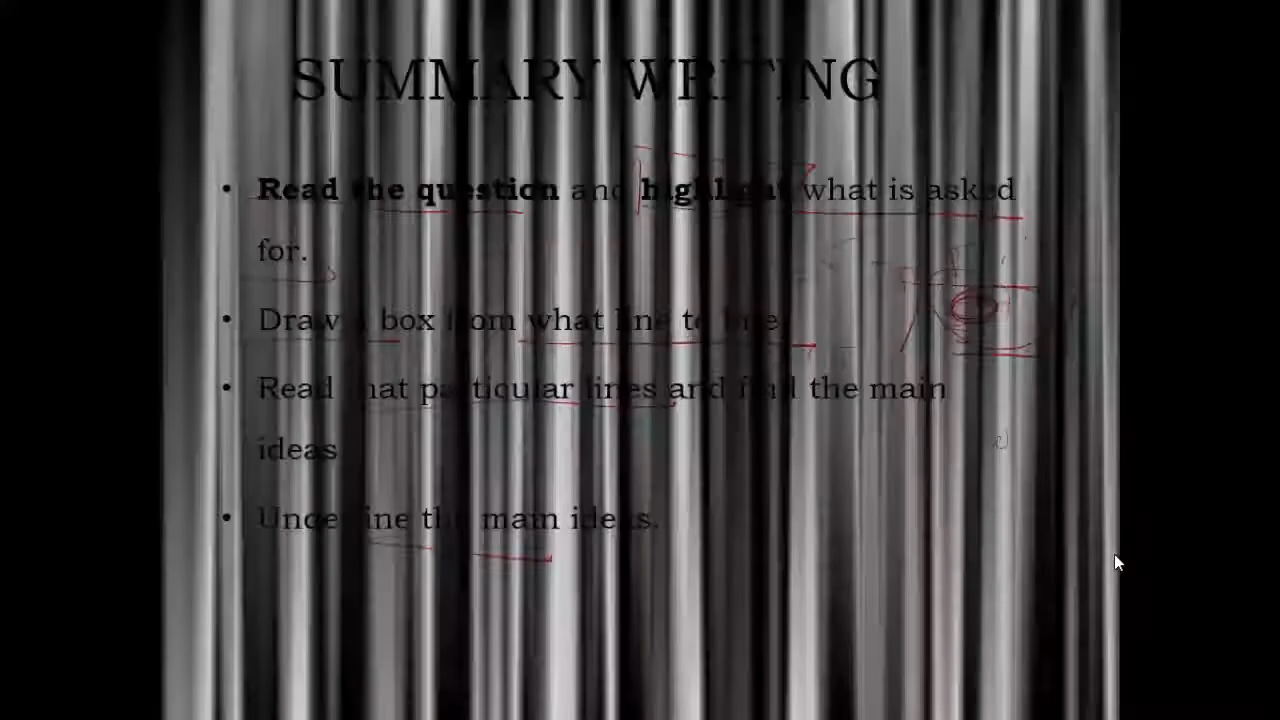 SUMMARY WRITING
• Read the question and highlight what is asked
for.
• Draw a box from what line to line.
• Read that particular lines and find the main
ideas
• Underline the main ideas.